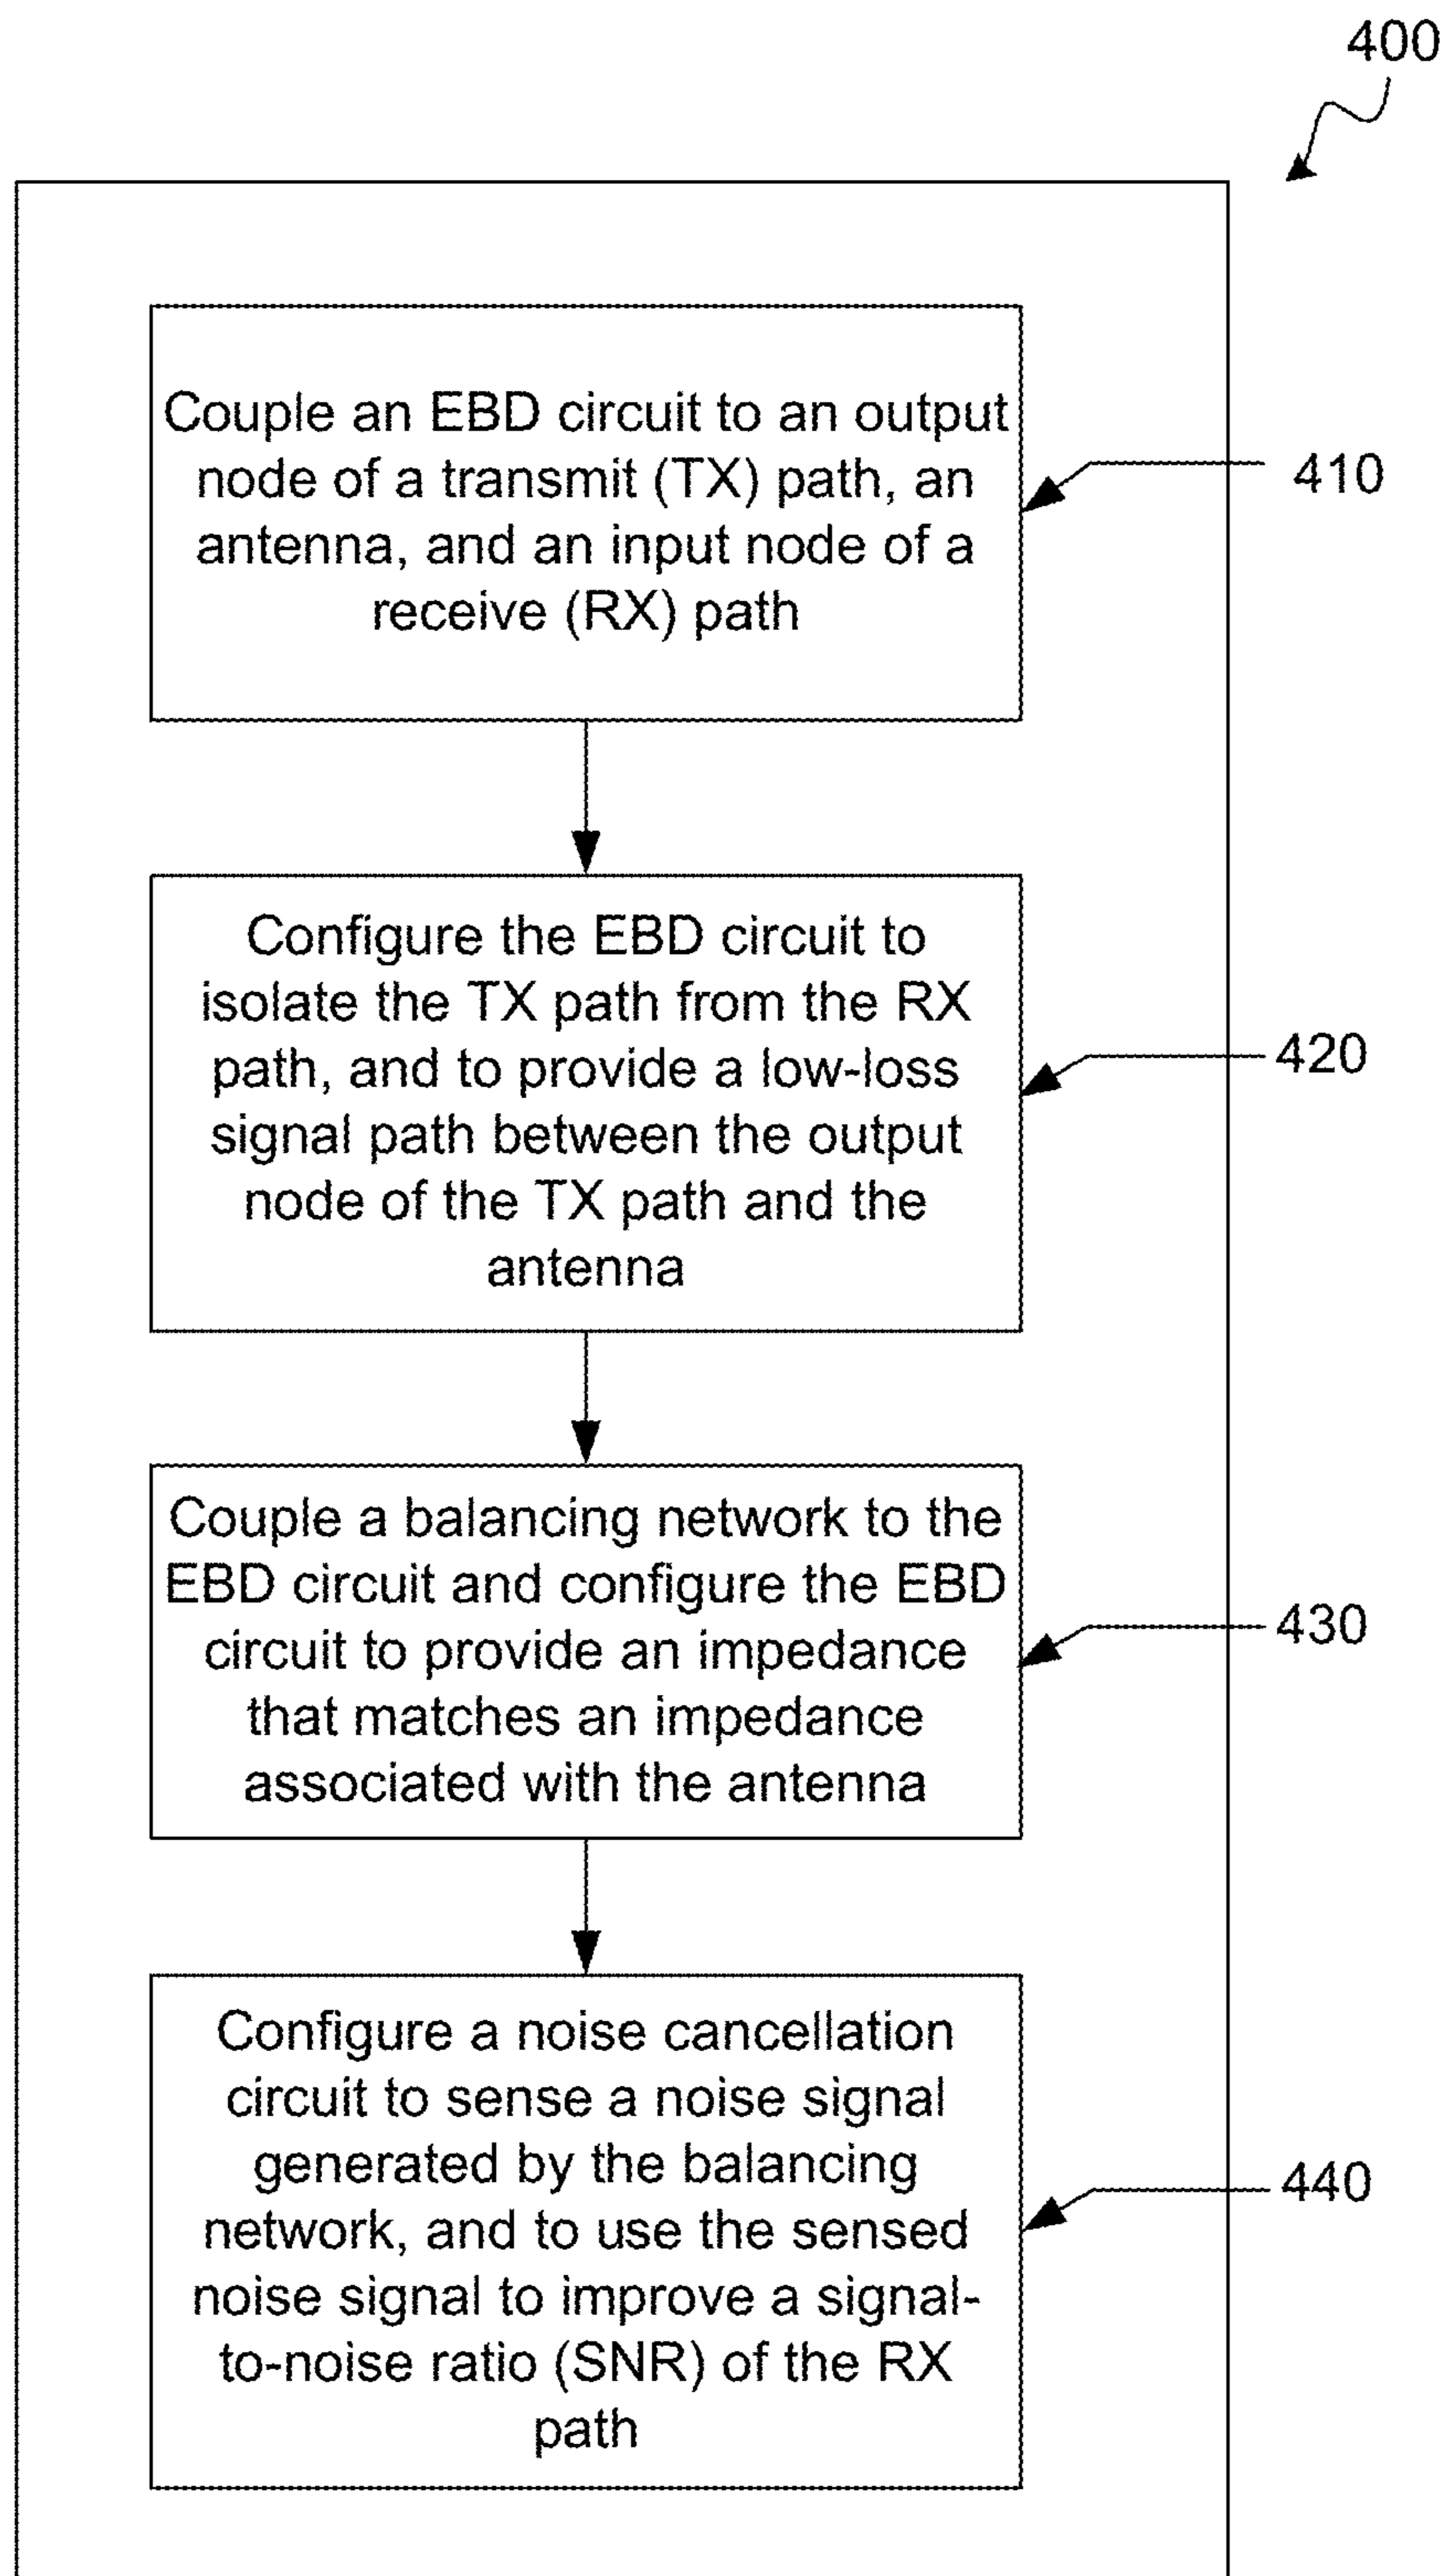 400
Couple an EBD circuit to an output
node of a transmit (TX) path, an
antenna, and an input node of a
receive (RX) path
410
Configure the EBD circuit to
isolate the TX path from the RX
path, and to provide a low-loss
signal path between the output
node of the TX path and the
antenna
420
Couple a balancing network to the
EBD circuit and configure the EBD
circuit to provide an impedance
that matches an impedance
associated with the antenna
430
Configure a noise cancellation
circuit to sense a noise signal
generated by the balancing
network, and to use the sensed
noise signal to improve a signal-
to-noise ratio (SNR) of the RX
path
440